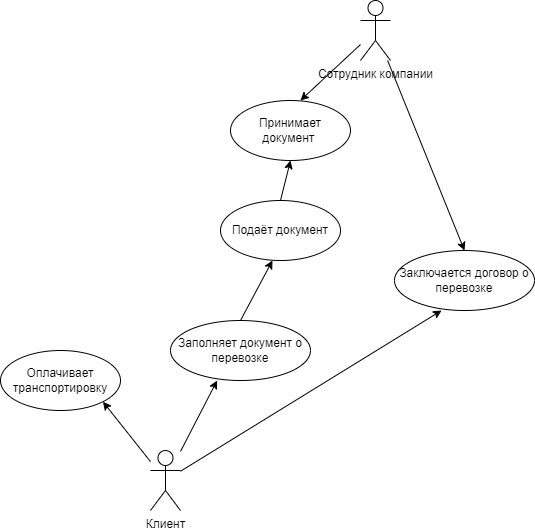 Сотрудник компании
Принимает
документ
Подаёт документ
Заключается договор о
перевозке
Заполняет документ о
перевозке
Оплачивает
транспортировку
Клиент